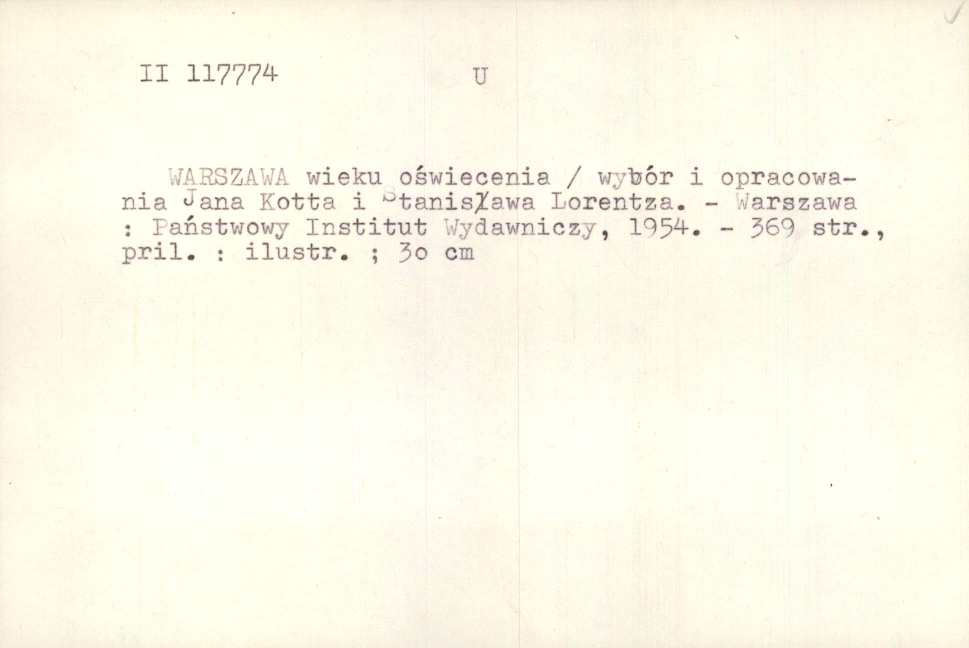 II 117774 U
WARSZAWA wieku oświecenia / wybór i opracowa-
nia Jana Kotta i Stanisława Lorentza. - Warszawa
: Państwowy Institut Wydawniczy, 1954. - 369 str.,
pril. : ilustr. ; 30 cm